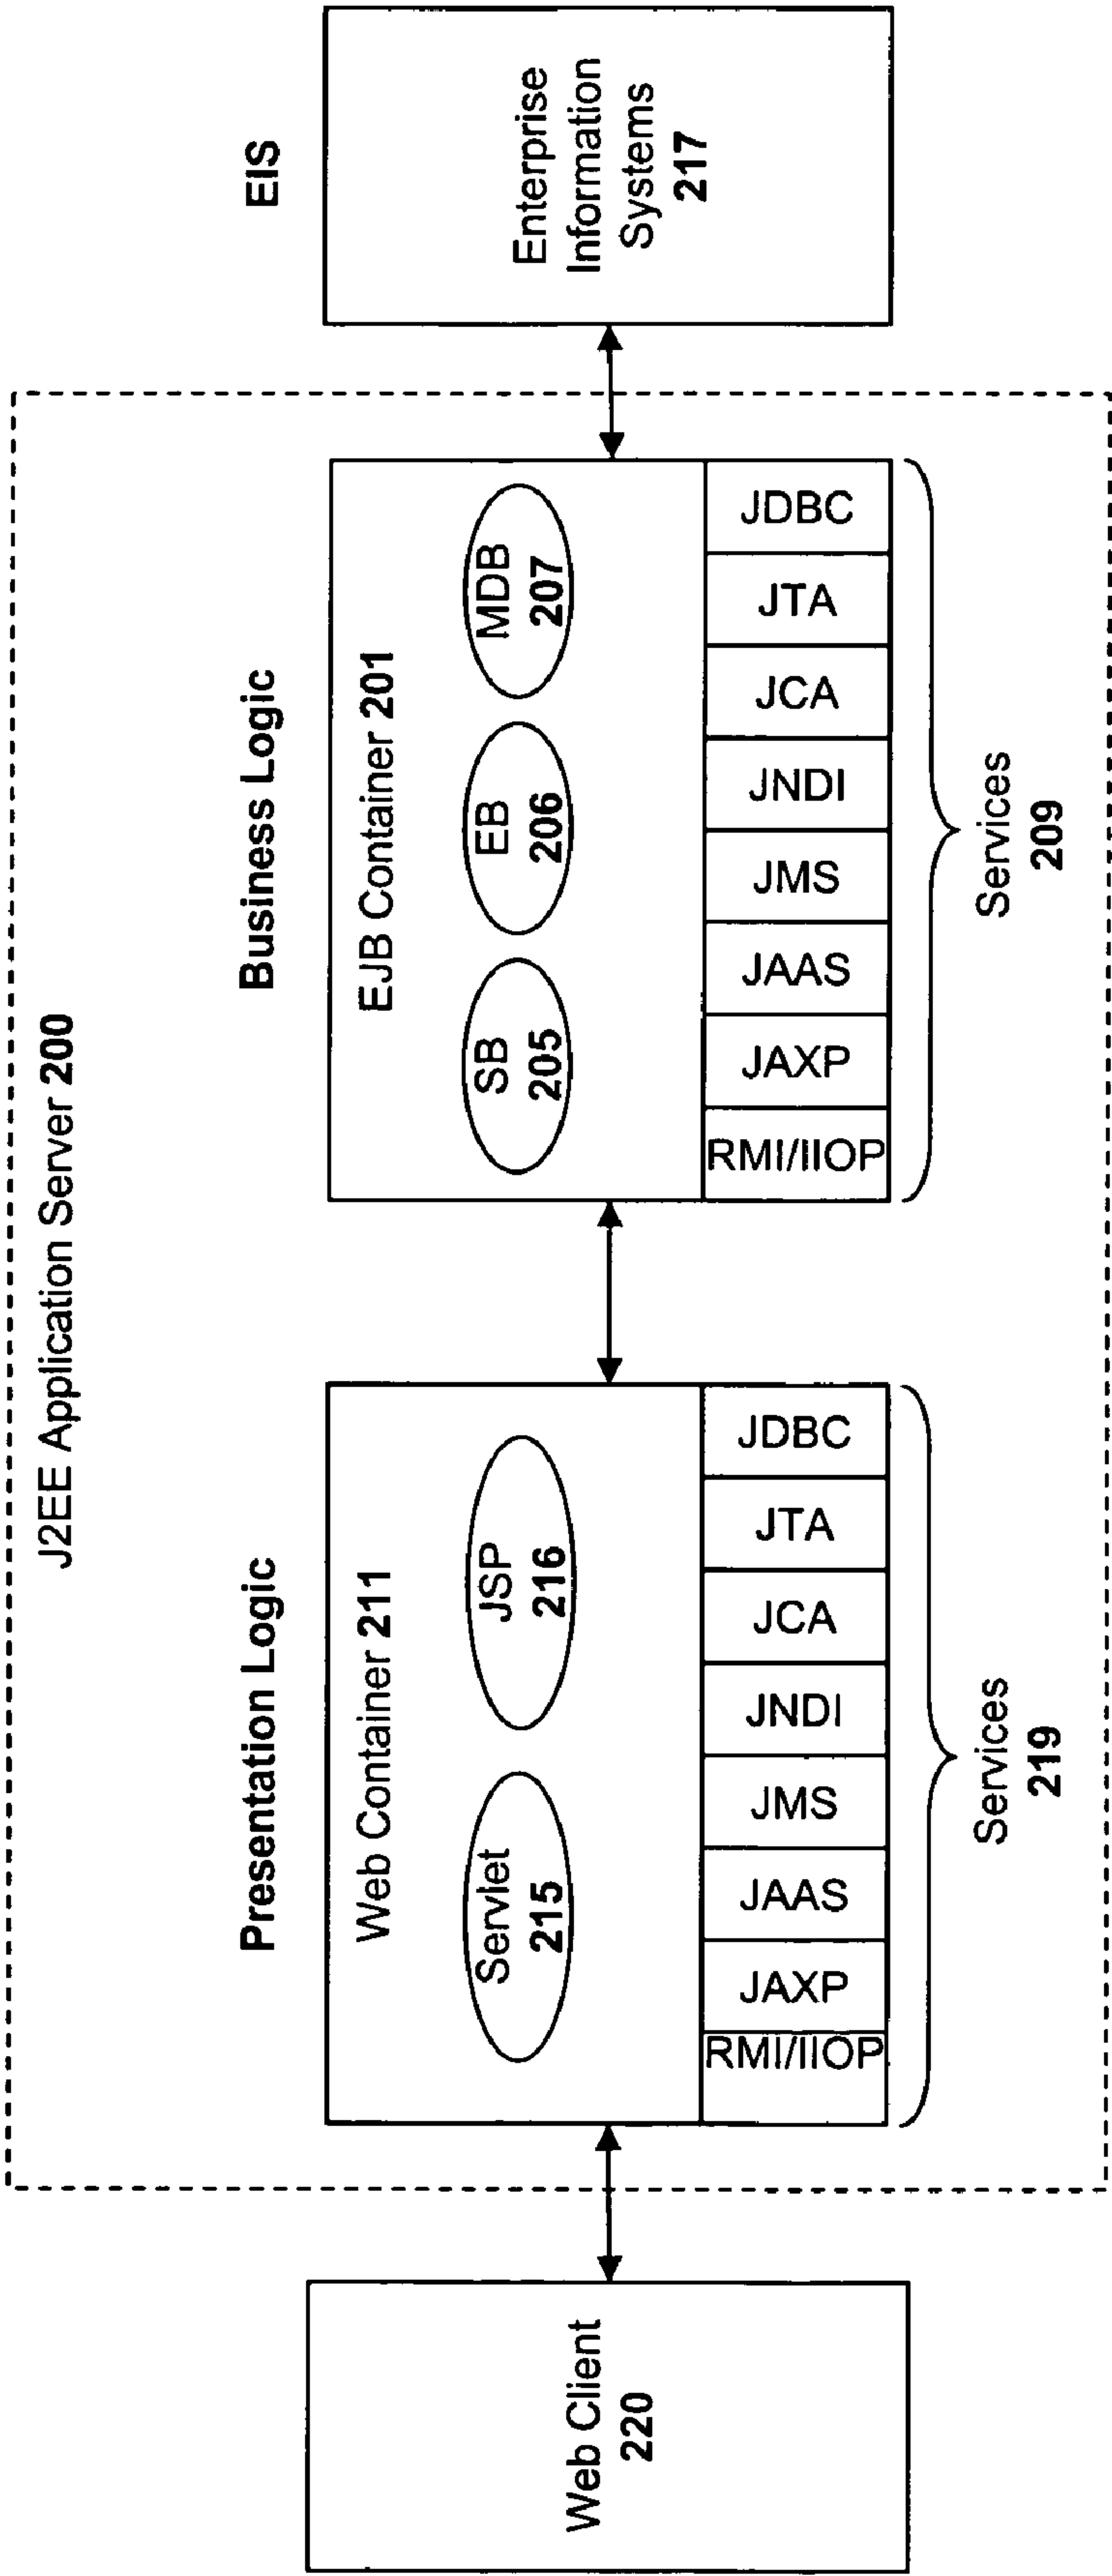 J2EE Application Server 200
Presentation Logic
Business Logic
EIS
Web Client
220
Web Container 211
Servlet
215
JSP
216
RMI/IIOP
JAXP
JAAS
JMS
JNDI
JCA
JTA
JDBC
Services
219
EJB Container 201
SB
205
EB
206
MDB
207
RMI/IIOP
JAXP
JAAS
JMS
JNDI
JCA
JTA
JDBC
Services
209
Enterprise
Information
Systems
217